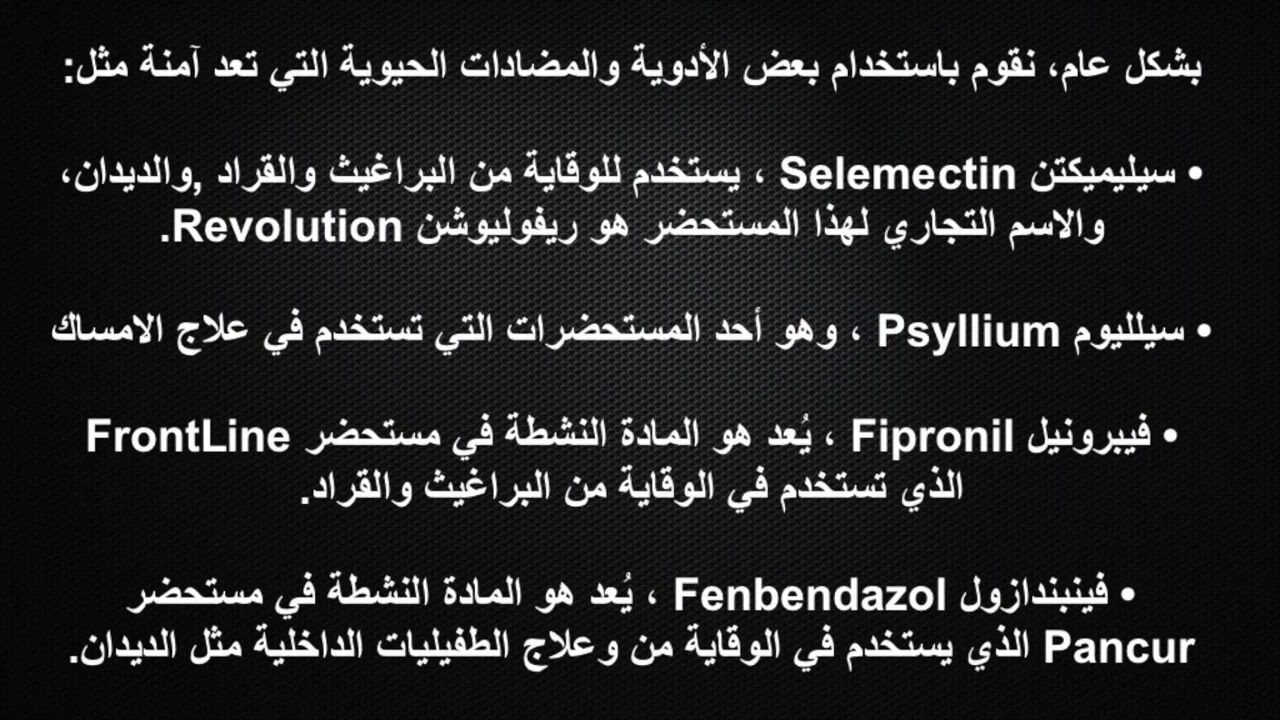 بشكل عام، نقوم باستخدام بعض الأدوية والمضادات الحيوية التي تعد آمنة مثل:
• سيليميكتن Selemectin ، يستخدم للوقاية من البراغيث والقراد ,والديدان،
والاسم التجاري لهذا المستحضر هو ريفوليوشن Revolution.
• سيلليوم Psyllium ، وهو أحد المستحضرات التي تستخدم في علاج الامساك
• فيبرونيل Fipronil ، يُعد هو المادة النشطة في مستحضر FrontLine
الذي تستخدم في الوقاية من البراغيث والقراد.
• فينبندازول Fenbendazol ، يُعد هو المادة النشطة في مستحضر
Pancur الذي يستخدم في الوقاية من وعلاج الطفيليات الداخلية مثل الديدان.